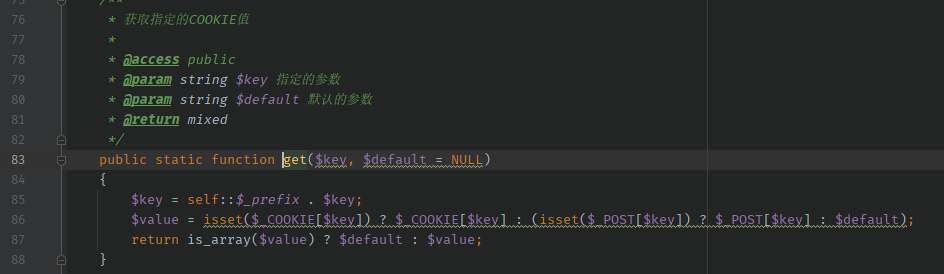 75 /**
76 * 获取指定的COOKIE值
77 *
78 * @access public
79 * @param string $key 指定的参数
80 * @param string $default 默认的参数
81 * @return mixed
82 */
83 public static function get($key, $default = NULL)
84 {
85 $key = self::$_prefix . $key;
86 $value = isset($_COOKIE[$key]) ? $_COOKIE[$key] : (isset($_POST[$key]) ? $_POST[$key] : $default);
87 return is_array($value) ? $default : $value;
88 }